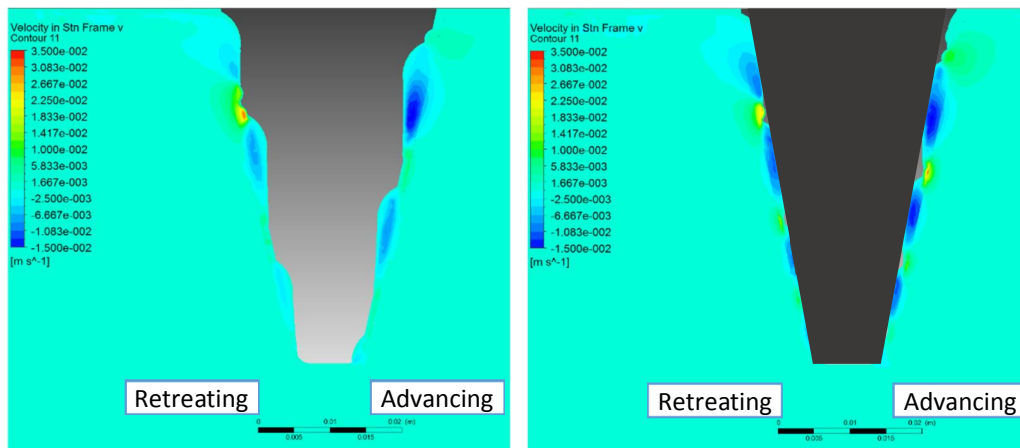 Velocity in Stn Frame v
Contour 11
3.500e-002
3.083e-002
2.667e-002
2.250e-002
1.833e-002
1.417e-002
1.000e-002
5.833e-003
1.667e-003
-2.500e-003
-6.667e-003
-1.083e-002
-1.500e-002
[m s^-1]
Retreating
Advancing
0 0.01 0.02 (m)
0.005 0.015
Velocity in Stn Frame v
Contour 11
3.500e-002
3.083e-002
2.667e-002
2.250e-002
1.833e-002
1.417e-002
1.000e-002
5.833e-003
1.667e-003
-2.500e-003
-6.667e-003
-1.083e-002
-1.500e-002
[m s^-1]
Retreating
Advancing
0 0.01 0.02 (m)
0.005 0.015